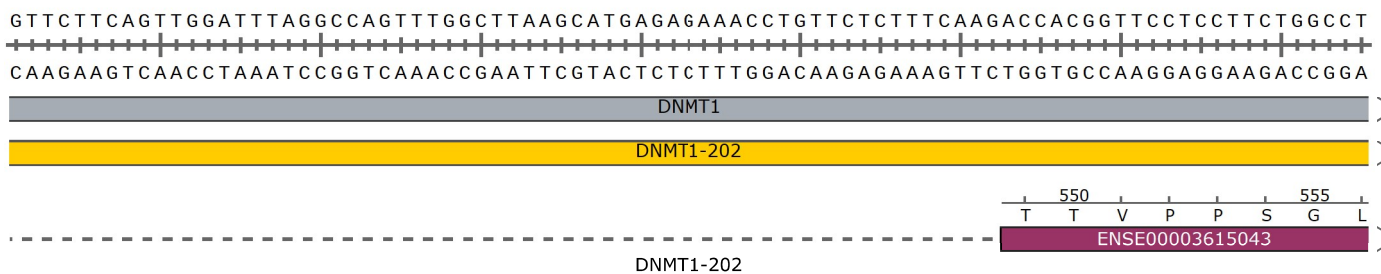 GTTCTTCAGTTGGATTTAGGCCAGTTTGGCTTAAGCATGAGAGAAACCTGTTCTCTTTCAAGACCACGGTTCCTCCTTCTGGCCT
CAAGAAGTCAACCTAAATCCGGTCAAACCGAATTCGTACTCTCTTTGGACAAGAGAAAGTTCTGGTGCCAAGGAGGAAGACCGGA
DNMT1
DNMT1-202
550 555
T T V P P S G L
ENSE00003615043
DNMT1-202